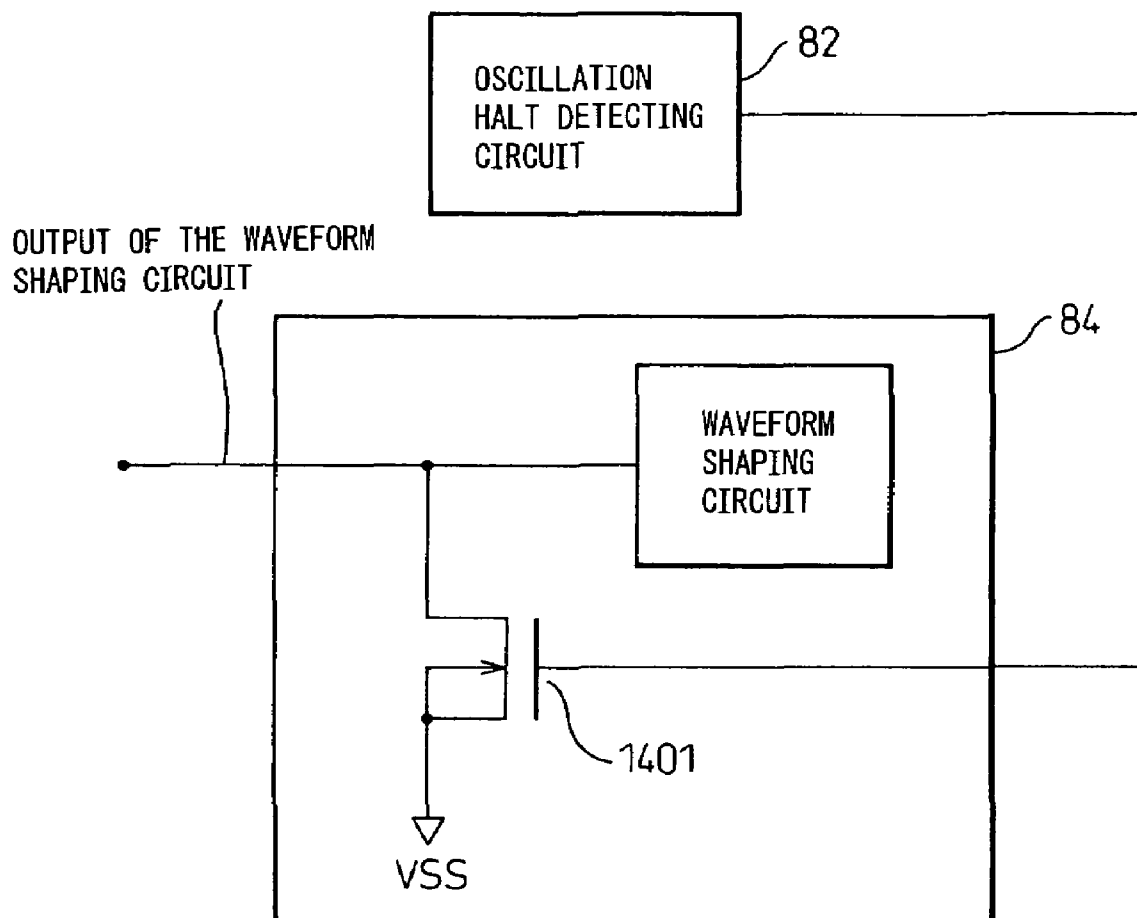 82
OSCILLATION
HALT DETECTING
CIRCUIT
OUTPUT OF THE WAVEFORM
SHAPING CIRCUIT
84
WAVEFORM
SHAPING
CIRCUIT
1401
VSS